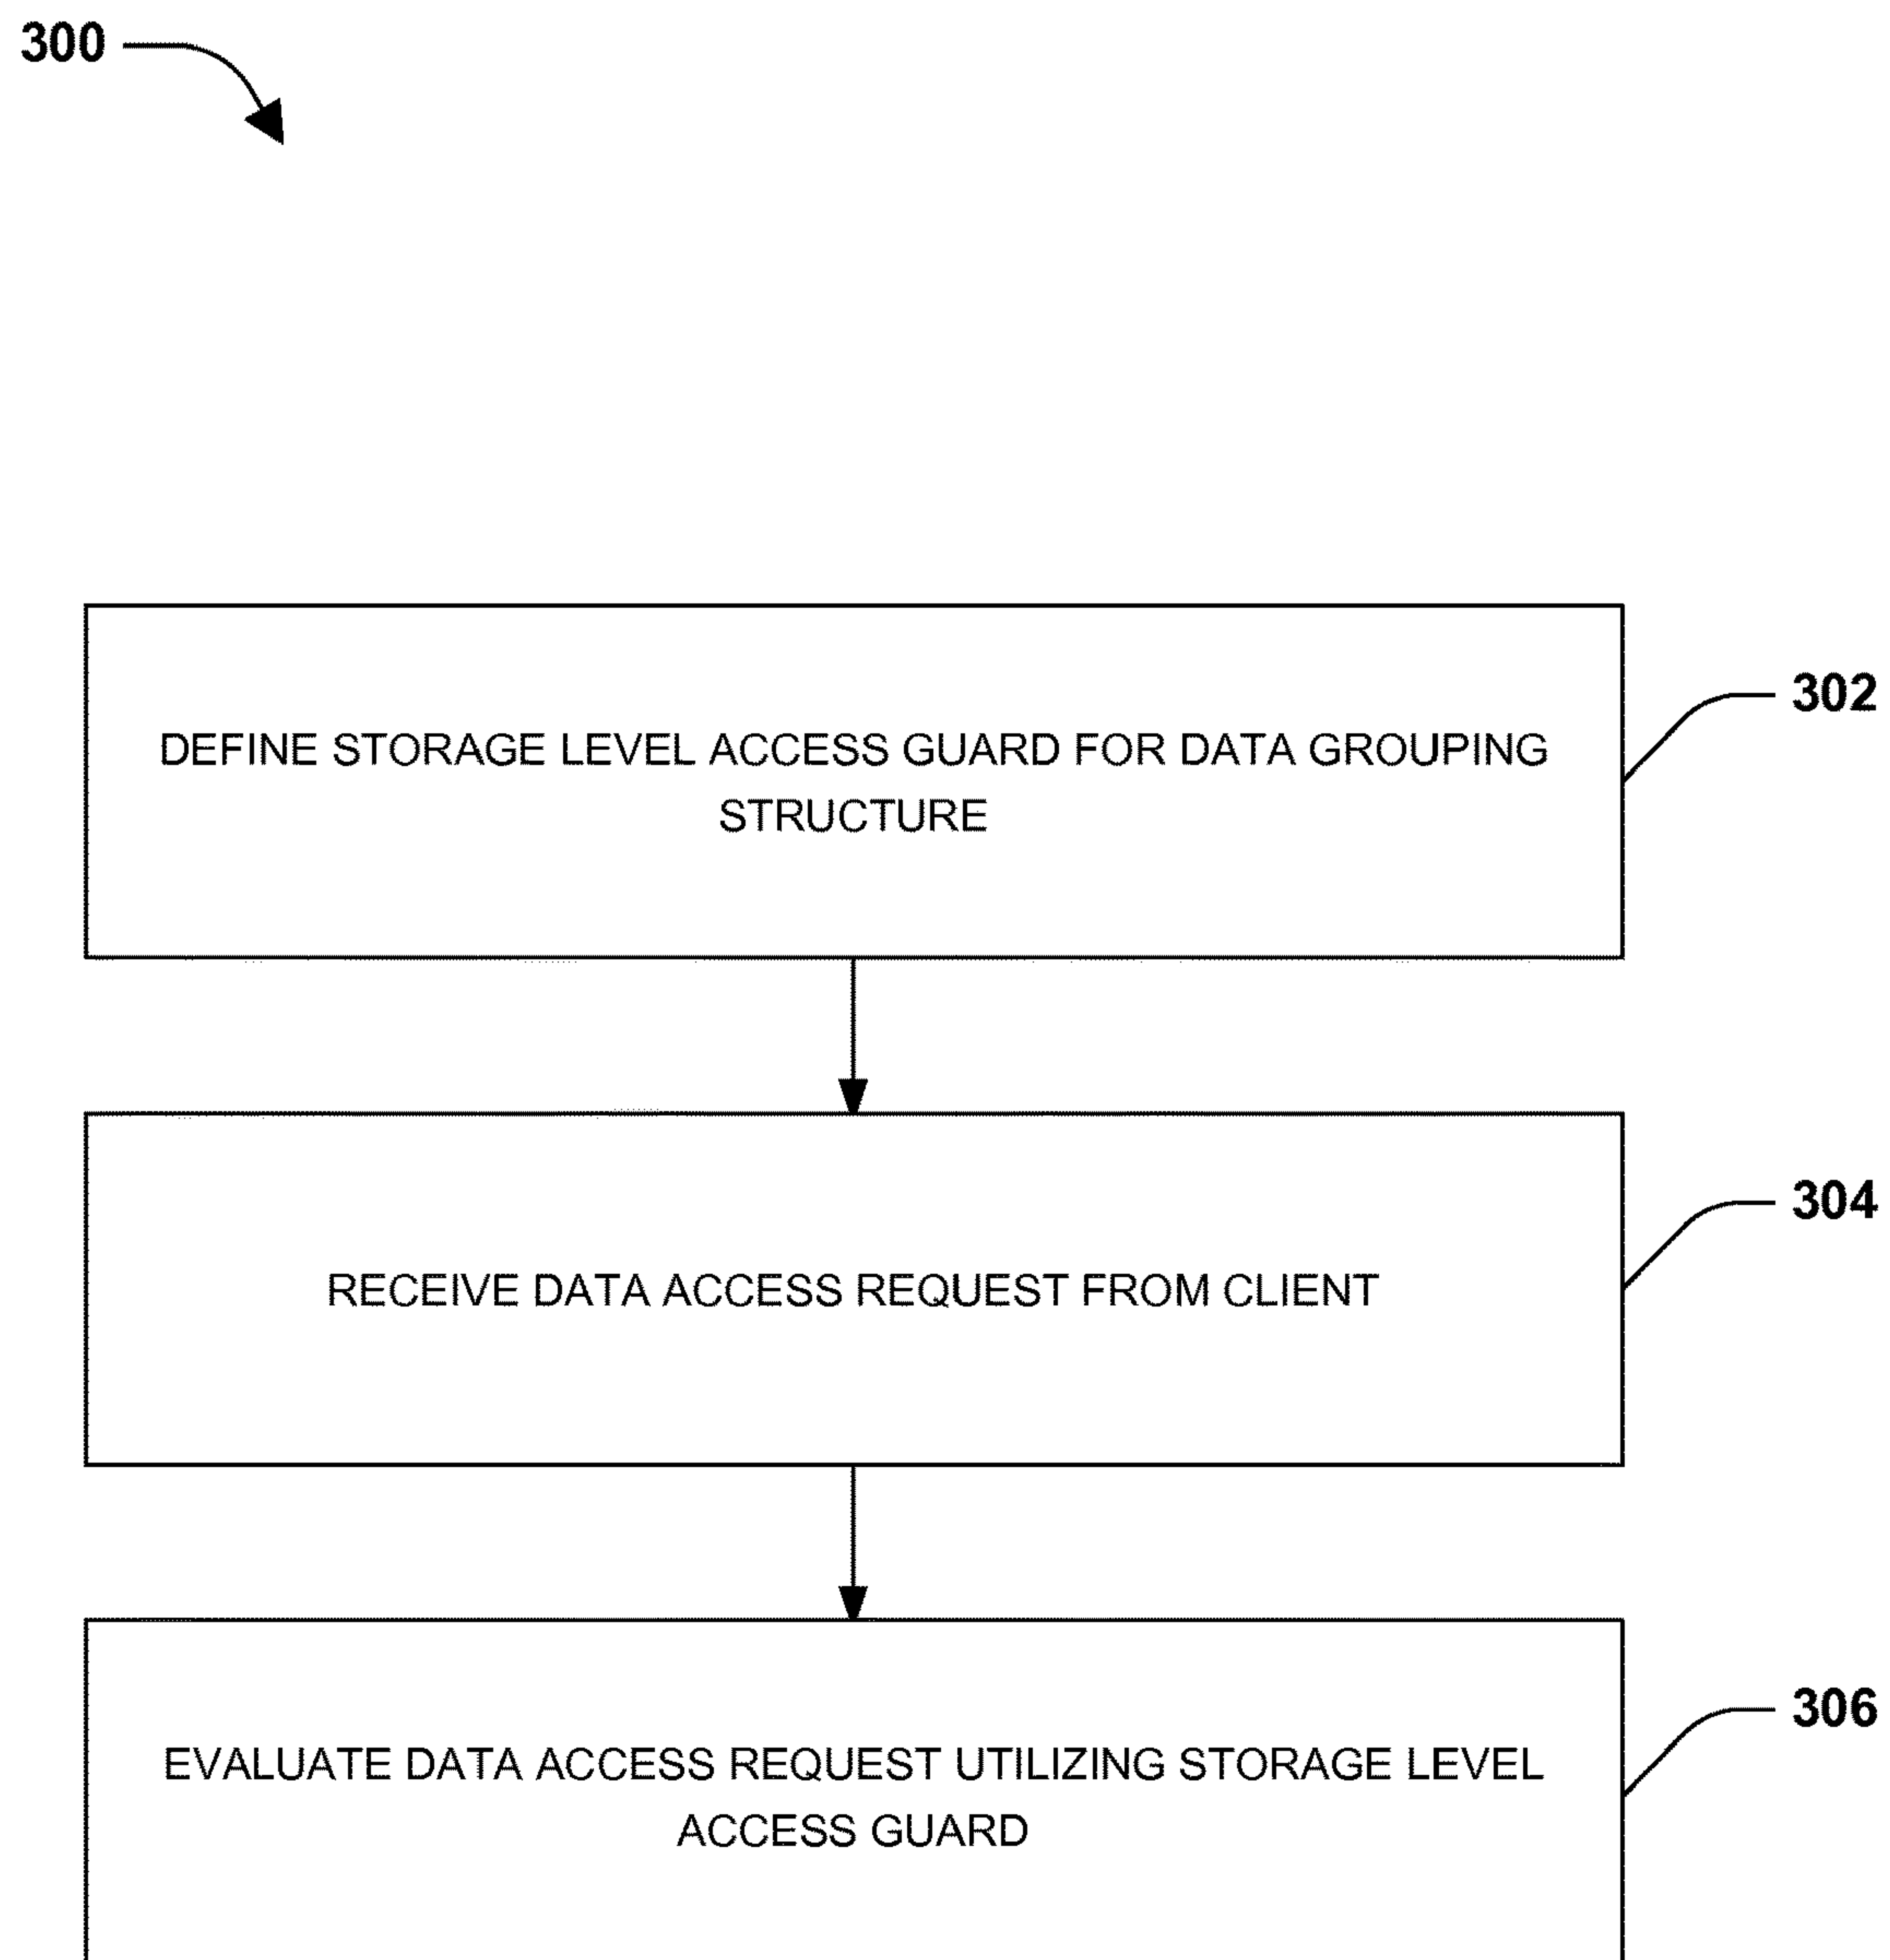 300
DEFINE STORAGE LEVEL ACCESS GUARD FOR DATA GROUPING
STRUCTURE
302
RECEIVE DATA ACCESS REQUEST FROM CLIENT
304
EVALUATE DATA ACCESS REQUEST UTILIZING STORAGE LEVEL
ACCESS GUARD
306